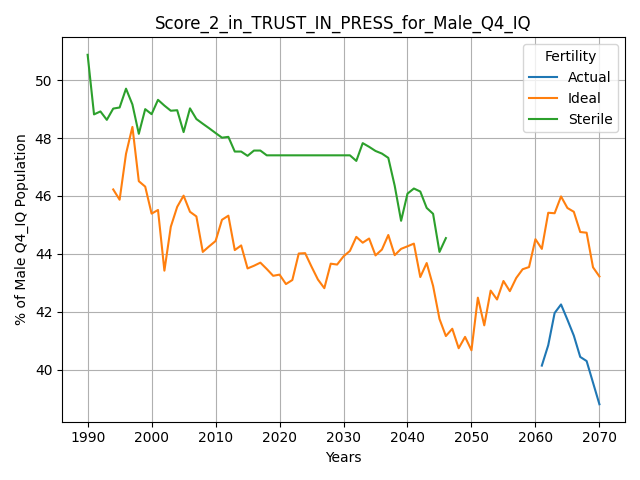 Score_2_in_TRUST_IN_PRESS_for_Male_Q4_IQ
Fertility
Actual
Ideal
Sterile
% of Male Q4_IQ Population
50
48
46
44
42
40
1990 2000 2010 2020 2030 2040 2050 2060 2070
Years